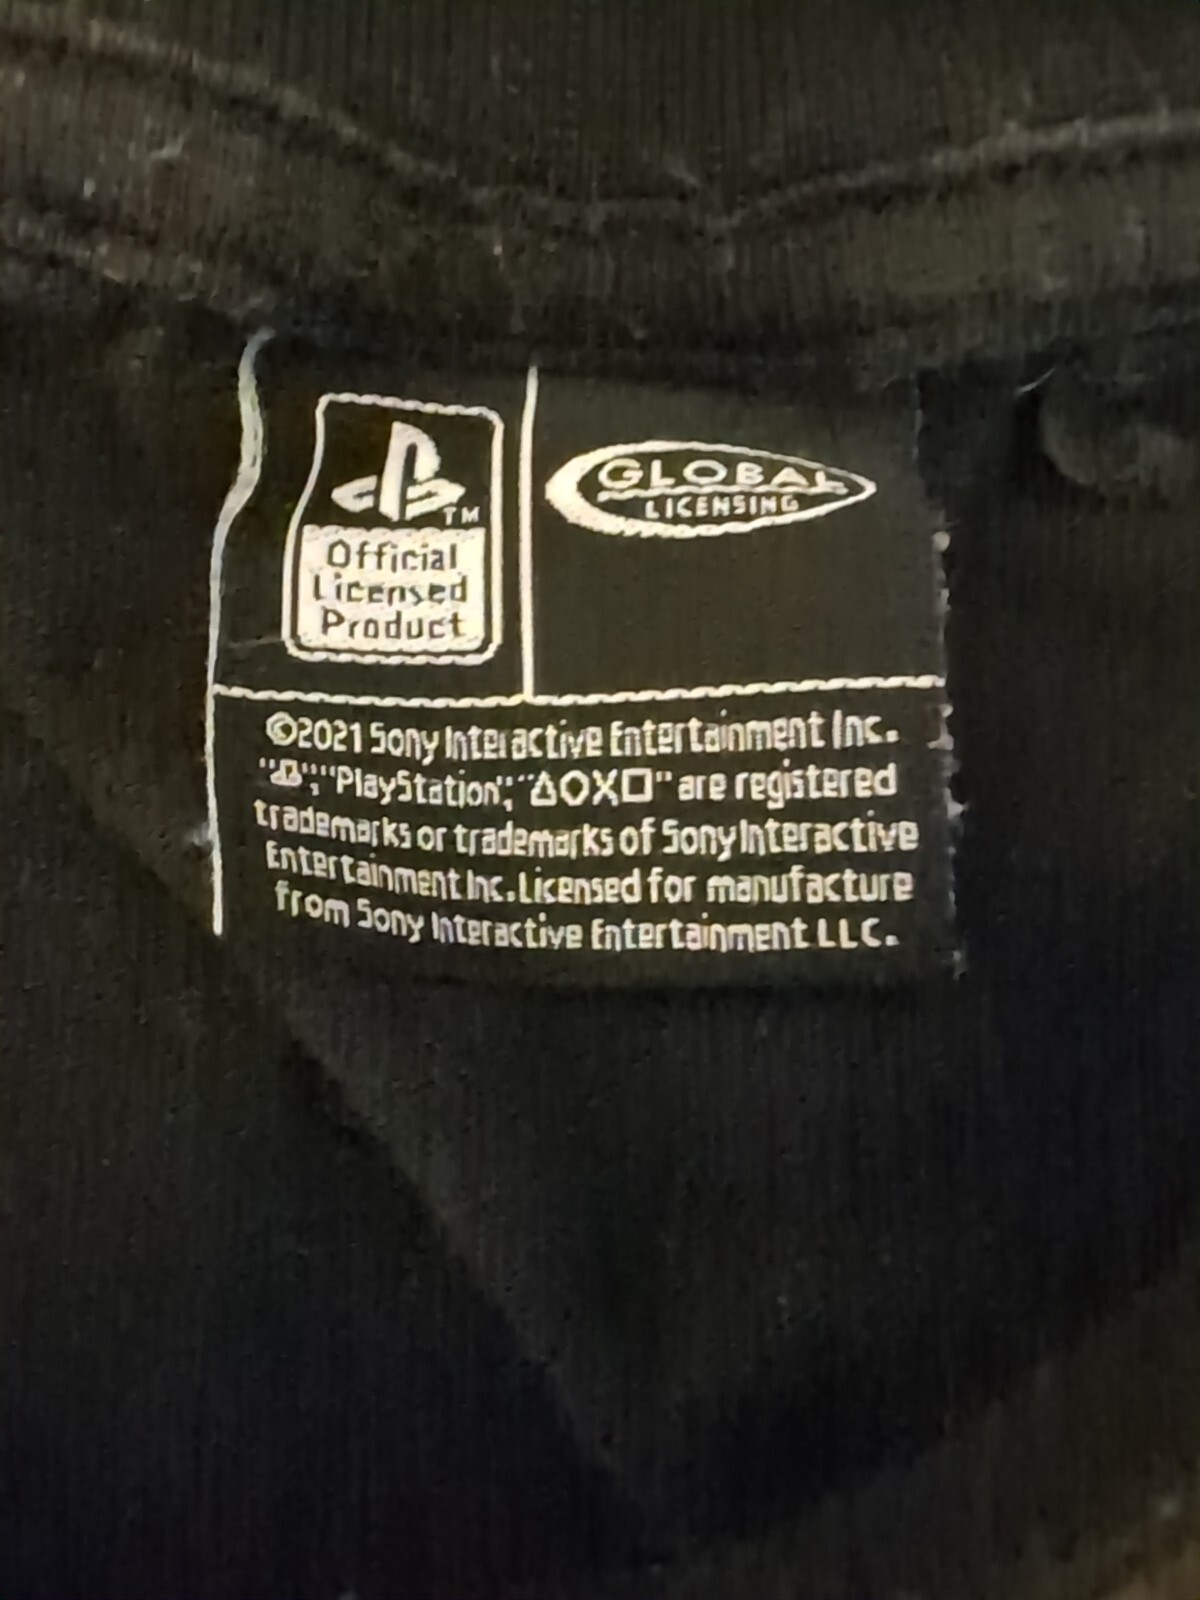 TM
Official
Licensed
Product
GLOBAL
LICENSING
©2021 Sony Interactive Entertainment Inc.
" ","PlayStation","△○X□" are registered
trademarks or trademarks of Sony Interactive
Entertainment Inc. Licensed for manufacture
from Sony Interactive Entertainment LLC.